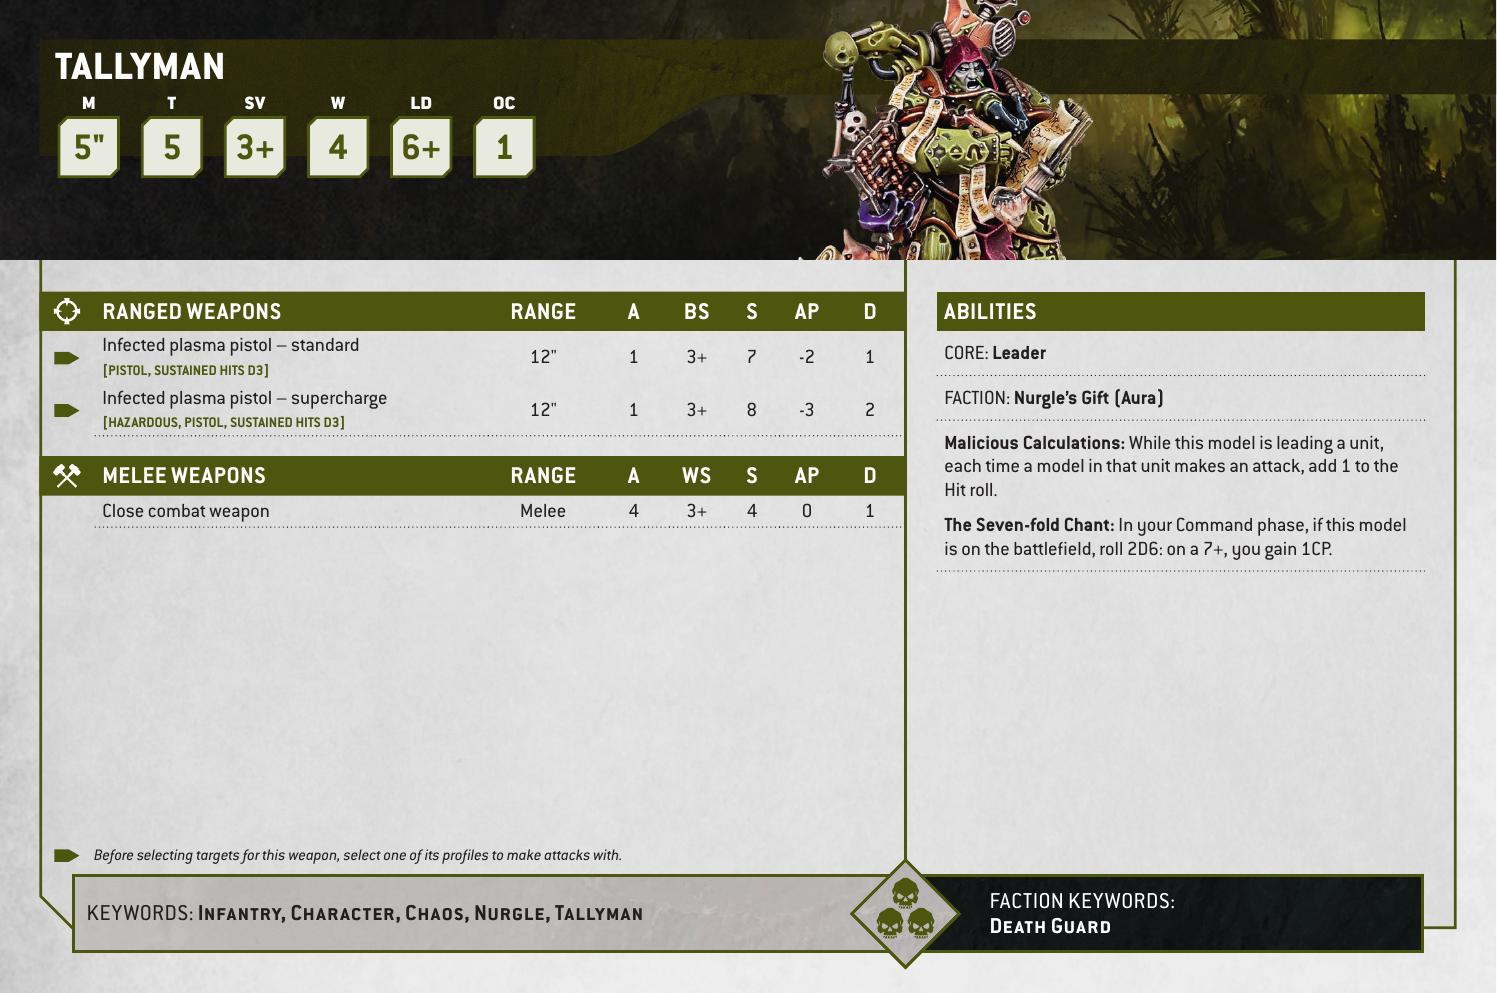 TALLYMAN
M T SV W LD OC
5" 5 3+ 4 6+ 1
RANGED WEAPONS RANGE A BS S AP D
Infected plasma pistol – standard 12" 1 3+ 7 -2 1
[PISTOL, SUSTAINED HITS D3]
Infected plasma pistol – supercharge 12" 1 3+ 8 -3 2
[HAZARDOUS, PISTOL, SUSTAINED HITS D3]
MELEE WEAPONS RANGE A WS S AP D
Close combat weapon Melee 4 3+ 4 0 1
Before selecting targets for this weapon, select one of its profiles to make attacks with.
ABILITIES
CORE: Leader
FACTION: Nurgle’s Gift (Aura)
Malicious Calculations: While this model is leading a unit,
each time a model in that unit makes an attack, add 1 to the
Hit roll.
The Seven-fold Chant: In your Command phase, if this model
is on the battlefield, roll 2D6: on a 7+, you gain 1CP.
KEYWORDS: INFANTRY, CHARACTER, CHAOS, NURGLE, TALLYMAN
FACTION KEYWORDS:
DEATH GUARD